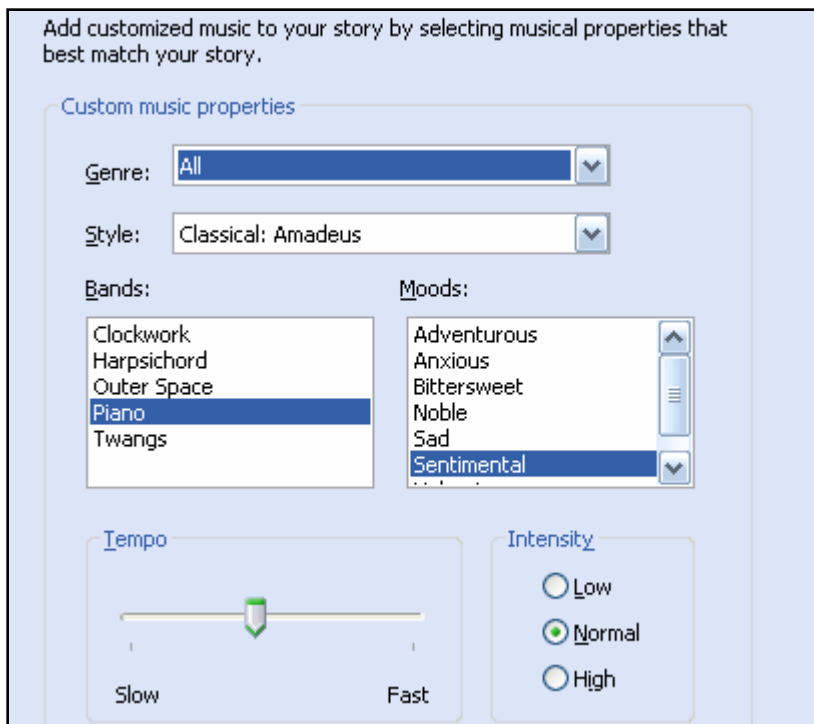 Add customized music to your story by selecting musical properties that
best match your story.
Custom music properties
Genre: All
Style: Classical: Amadeus
Bands: Moods:
Clockwork
Harpsichord
Outer Space
Piano
Twangs
Adventurous
Anxious
Bittersweet
Noble
Sad
Sentimental
Tempo
Slow Fast
Intensity
Low
Normal
High